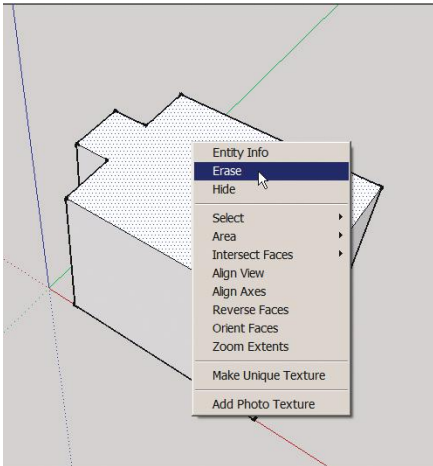 Entity Info
Erase
Hide
Select
Area
Intersect Faces
Align View
Align Axes
Reverse Faces
Orient Faces
Zoom Extents
Make Unique Texture
Add Photo Texture